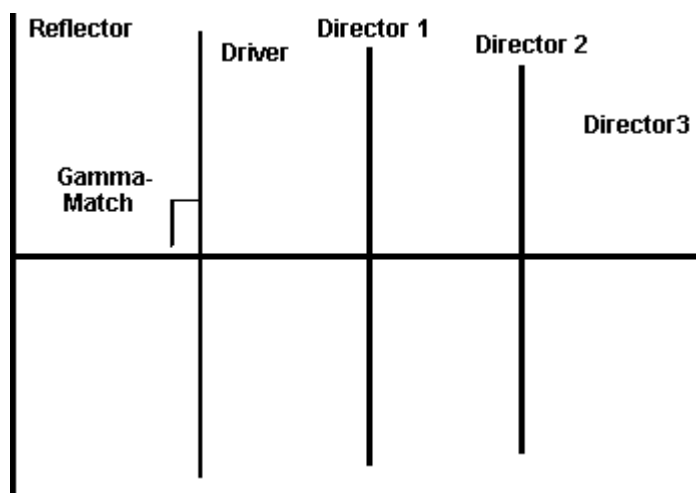 Reflector
Driver
Director 1
Director 2
Director3
Gamma-
Match